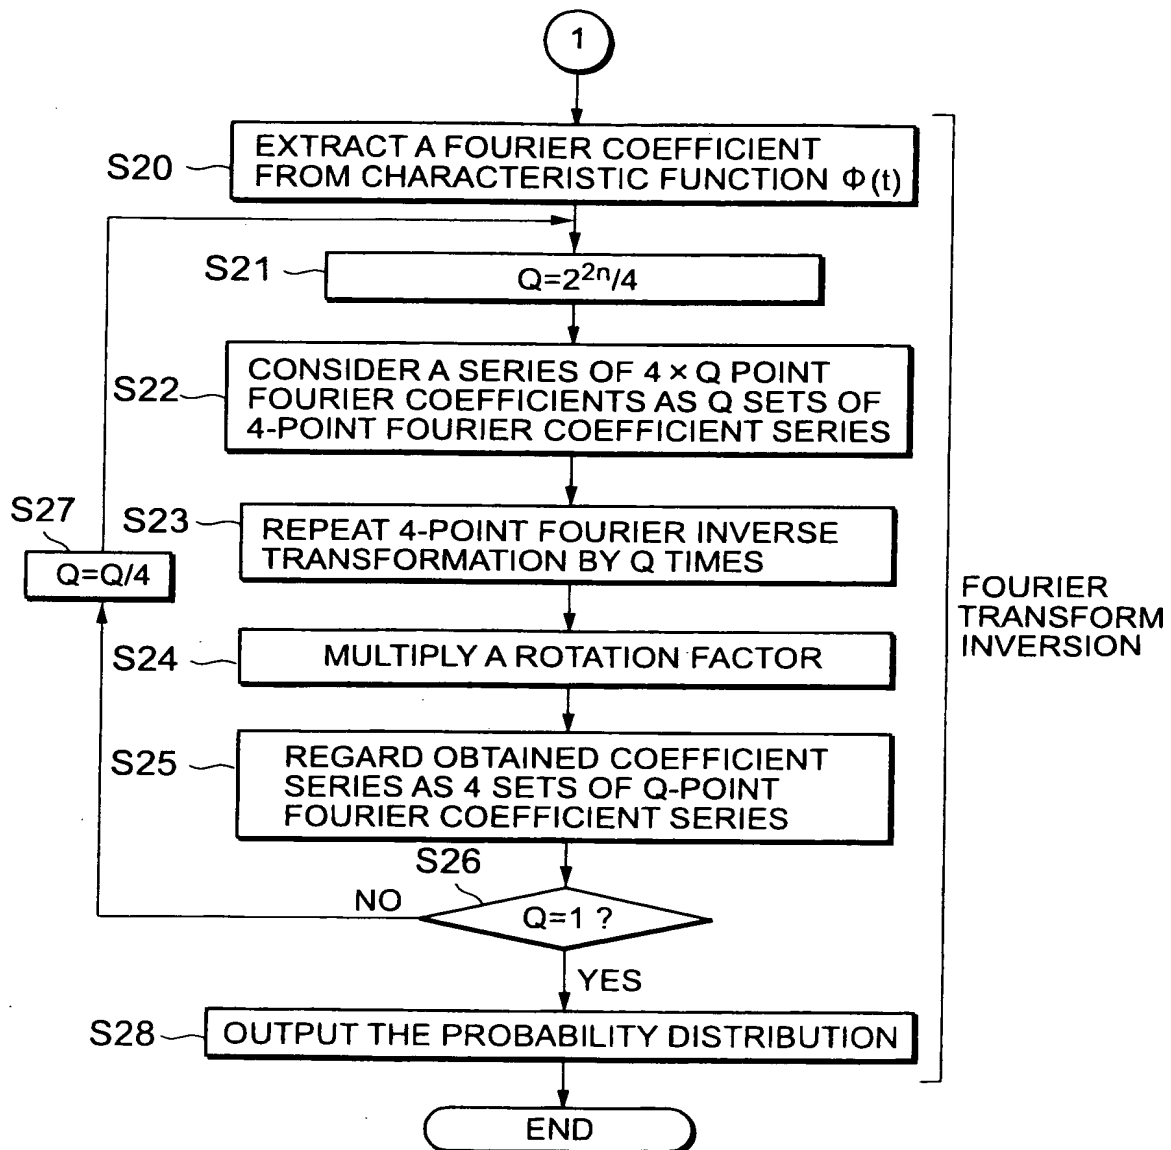 1
S20
EXTRACT A FOURIER COEFFICIENT
FROM CHARACTERISTIC FUNCTION Φ(t)
S21
Q=2^{2n}/4
S22
CONSIDER A SERIES OF 4 × Q POINT
FOURIER COEFFICIENTS AS Q SETS OF
4-POINT FOURIER COEFFICIENT SERIES
S27
Q=Q/4
S23
REPEAT 4-POINT FOURIER INVERSE
TRANSFORMATION BY Q TIMES
S24
MULTIPLY A ROTATION FACTOR
S25
REGARD OBTAINED COEFFICIENT
SERIES AS 4 SETS OF Q-POINT
FOURIER COEFFICIENT SERIES
S26
NO
Q=1 ?
YES
S28
OUTPUT THE PROBABILITY DISTRIBUTION
END
FOURIER
TRANSFORM
INVERSION